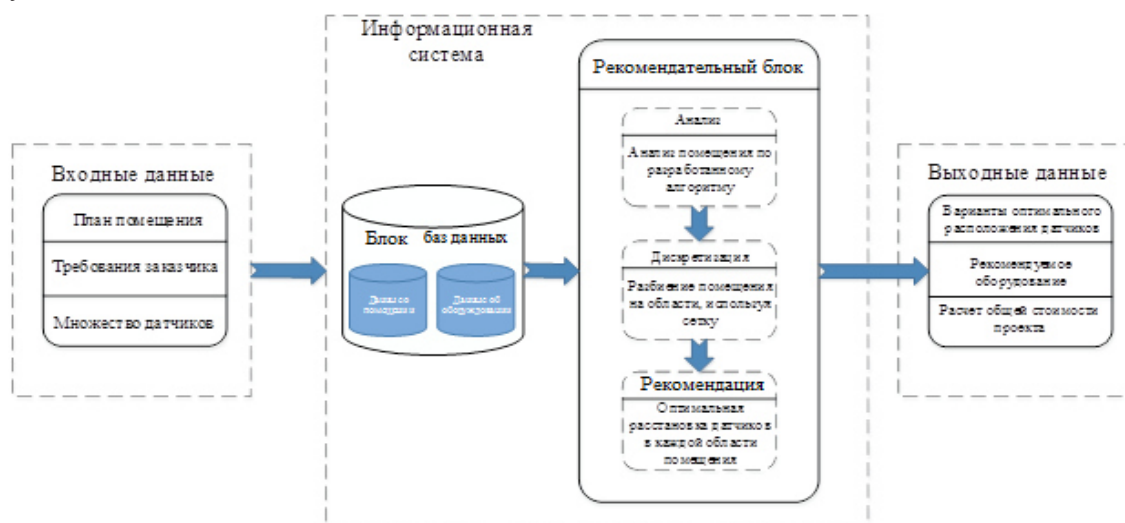 Информационная
система
Рекомендательный блок
Анализ
Анализ помещения по
разработанному
алгоритму
Входные данные
План помещения
Требования заказчика
Множество датчиков
Блок баз данных
Данные о
помещении
Данные об
оборудовании
Дискретизация
Разбиение помещения
на области, используя
сетку
Рекомендация
Оптимальная
расстановка датчиков
в каждой области
помещения
Выходные данные
Варианты оптимального
расположения датчиков
Рекомендуемое
оборудование
Расчет общей стоимости
проекта